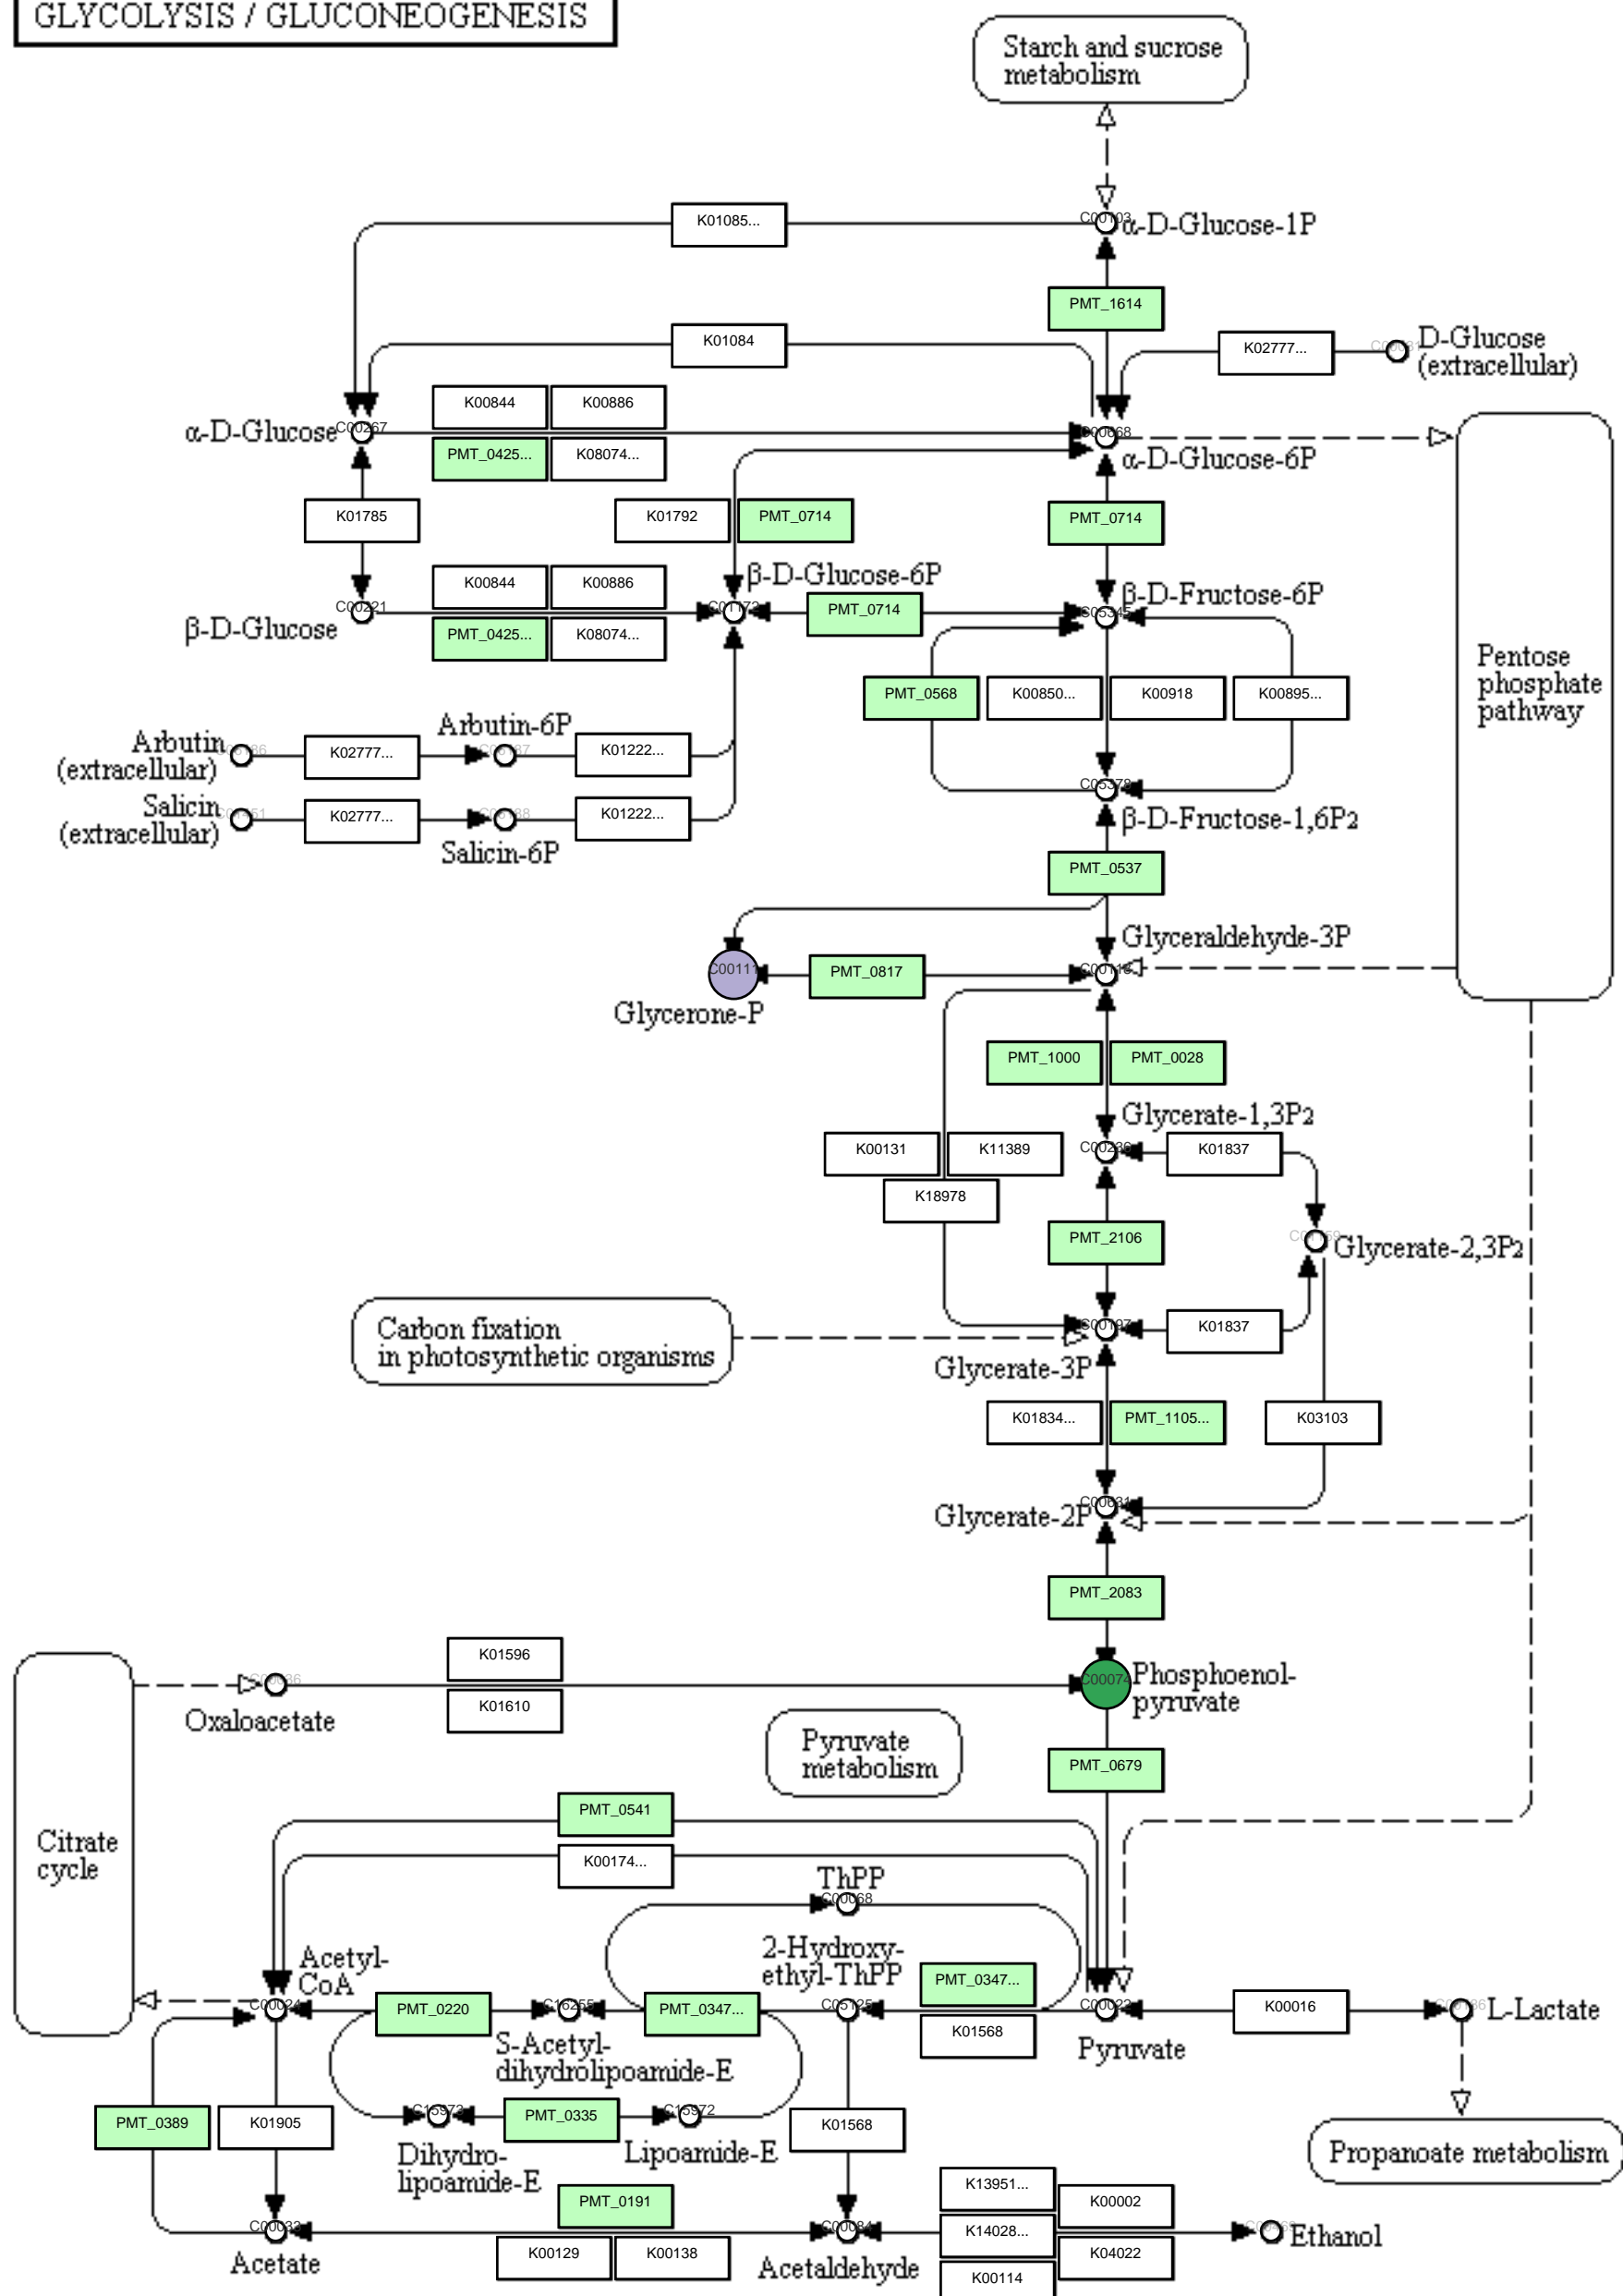 GLYCOLYSIS / GLUCONEOGENESIS
Starch and sucrose
metabolism
K01085...
C00103
α-D-Glucose-1P
PMT_1614
K01084
K02777...
D-Glucose
(extracellular)
K00844
K00886
α-D-Glucose
C00267
C00668
PMT_0425...
K08074...
α-D-Glucose-6P
K01785
K01792
PMT_0714
PMT_0714
K00844
K00886
β-D-Glucose-6P
β-D-Fructose-6P
C00221
C01172
PMT_0714
C05345
β-D-Glucose
PMT_0425...
K08074...
Pentose
phosphate
pathway
PMT_0568
K00850...
K00918
K00895...
Arbutin-6P
Arbutin
(extracellular)
K02777...
K01222...
C05378
Salicin
(extracellular)
K02777...
K01222...
β-D-Fructose-1,6P2
Salicin-6P
PMT_0537
Glyceraldehyde-3P
C00111
PMT_0817
C00118
Glycerone-P
PMT_1000
PMT_0028
Glycerate-1,3P2
K00131
K11389
C00236
K01837
K18978
PMT_2106
Glycerate-2,3P2
Carbon fixation
in photosynthetic organisms
C00197
K01837
Glycerate-3P
K01834...
PMT_1105...
K03103
C00631
Glycerate-2P
PMT_2083
K01596
C00074
Phosphoenol-
pyruvate
K01610
Oxaloacetate
Pyruvate
metabolism
PMT_0679
PMT_0541
Citrate
cycle
K00174...
ThPP
C00068
Acetyl-
CoA
2-Hydroxy-
ethyl-ThPP
PMT_0347...
C00024
PMT_0220
C16255
PMT_0347...
C05125
C00022
K00016
L-Lactate
K01568
S-Acetyl-
dihydrolipoamide-E
Pyruvate
PMT_0389
K01905
C15973
PMT_0335
C15972
K01568
Dihydro-
lipoamide-E
Lipoamide-E
Propanoate metabolism
PMT_0191
K13951...
K00002
C00033
C00084
K14028...
Ethanol
Acetate
K00129
K00138
Acetaldehyde
K04022
K00114